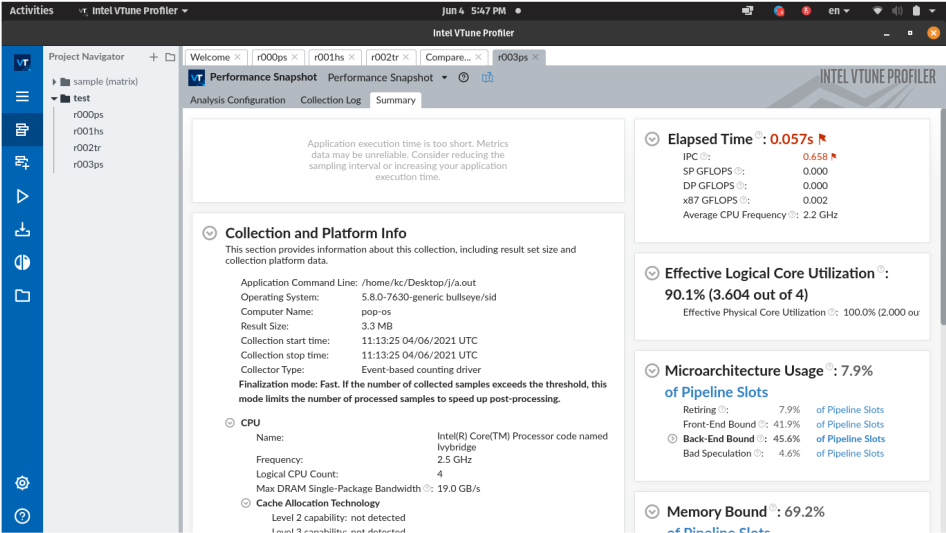 Activities
Intel VTune Profiler
Jun 4 5:47 PM
en
Intel VTune Profiler
Project Navigator
sample (matrix)
test
r000ps
r001hs
r002tr
r003ps
Welcome
r000ps
r001hs
r002tr
Compare...
r003ps
VT Performance Snapshot Performance Snapshot
INTEL VTUNE PROFILER
Analysis Configuration
Collection Log
Summary
Application execution time is too short. Metrics
data may be unreliable. Consider reducing the
sampling interval or increasing your application
execution time.
Collection and Platform Info
This section provides information about this collection, including result set size and
collection platform data.
Application Command Line: /home/kc/Desktop/j/a.out
Operating System: 5.8.0-7630-generic bullseye/sid
Computer Name: pop-os
Result Size: 3.3 MB
Collection start time: 11:13:25 04/06/2021 UTC
Collection stop time: 11:13:25 04/06/2021 UTC
Collector Type: Event-based counting driver
Finalization mode: Fast. If the number of collected samples exceeds the threshold, this
mode limits the number of processed samples to speed up post-processing.
CPU
Name: Intel(R) Core(TM) Processor code named
Ivybridge
Frequency: 2.5 GHz
Logical CPU Count: 4
Max DRAM Single-Package Bandwidth: 19.0 GB/s
Cache Allocation Technology
Level 2 capability: not detected
Level 3 capability: not detected
Elapsed Time: 0.057s
IPC: 0.658
SP GFLOPS: 0.000
DP GFLOPS: 0.000
x87 GFLOPS: 0.002
Average CPU Frequency: 2.2 GHz
Effective Logical Core Utilization:
90.1% (3.604 out of 4)
Effective Physical Core Utilization: 100.0% (2.000 ou
Microarchitecture Usage: 7.9%
of Pipeline Slots
Retiring: 7.9% of Pipeline Slots
Front-End Bound: 41.9% of Pipeline Slots
Back-End Bound: 45.6% of Pipeline Slots
Bad Speculation: 4.6% of Pipeline Slots
Memory Bound: 69.2%
of Pipeline Slots